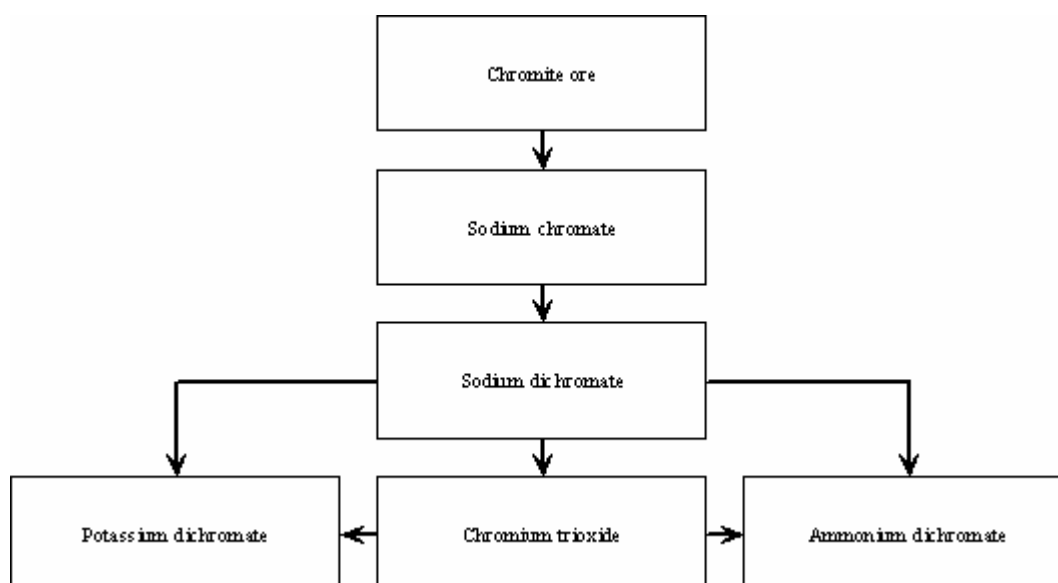 Chromite ore
Sodium chromate
Sodium dichromate
Potassium dichromate
Chromium trioxide
Ammonium dichromate